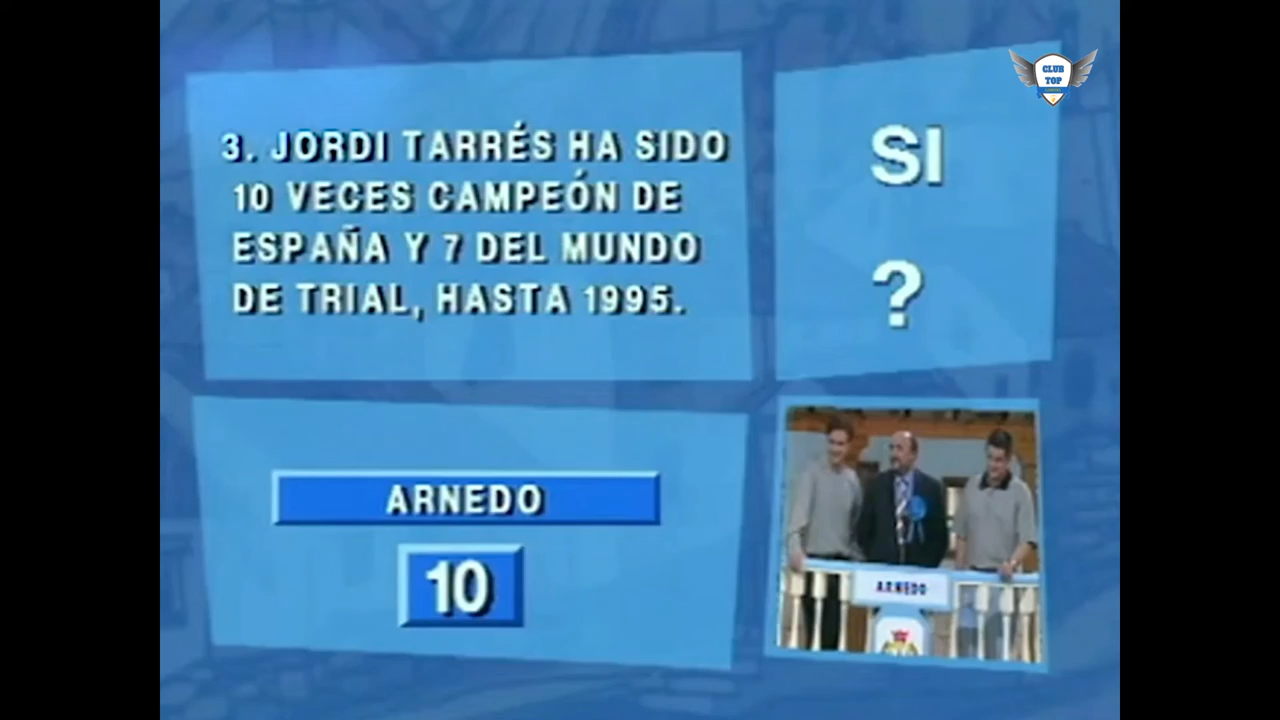 CLUB
TOP
3. JORDI TARRÉS HA SIDO
10 VECES CAMPEÓN DE
ESPAÑA Y 7 DEL MUNDO
DE TRIAL, HASTA 1995.
SI
?
ARNEDO
10
ARNEDO